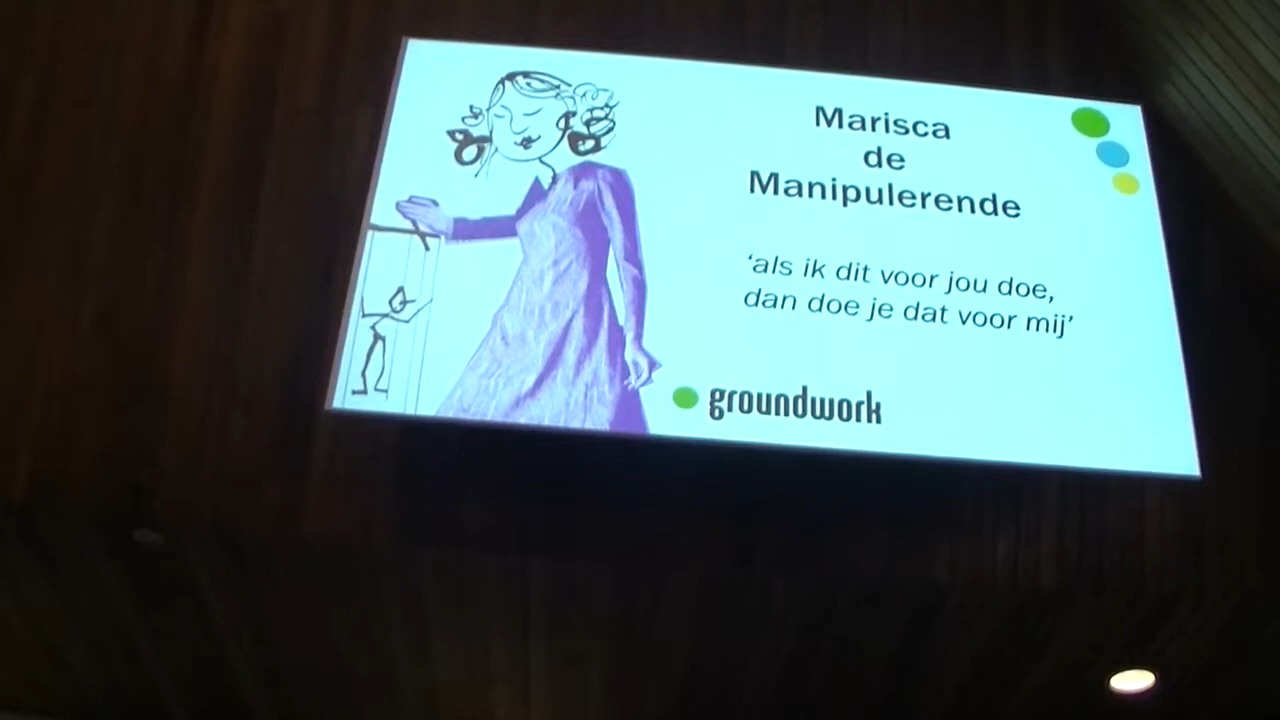 Marisca
de
Manipulerende
‘als ik dit voor jou doe,
dan doe je dat voor mij’
groundwork